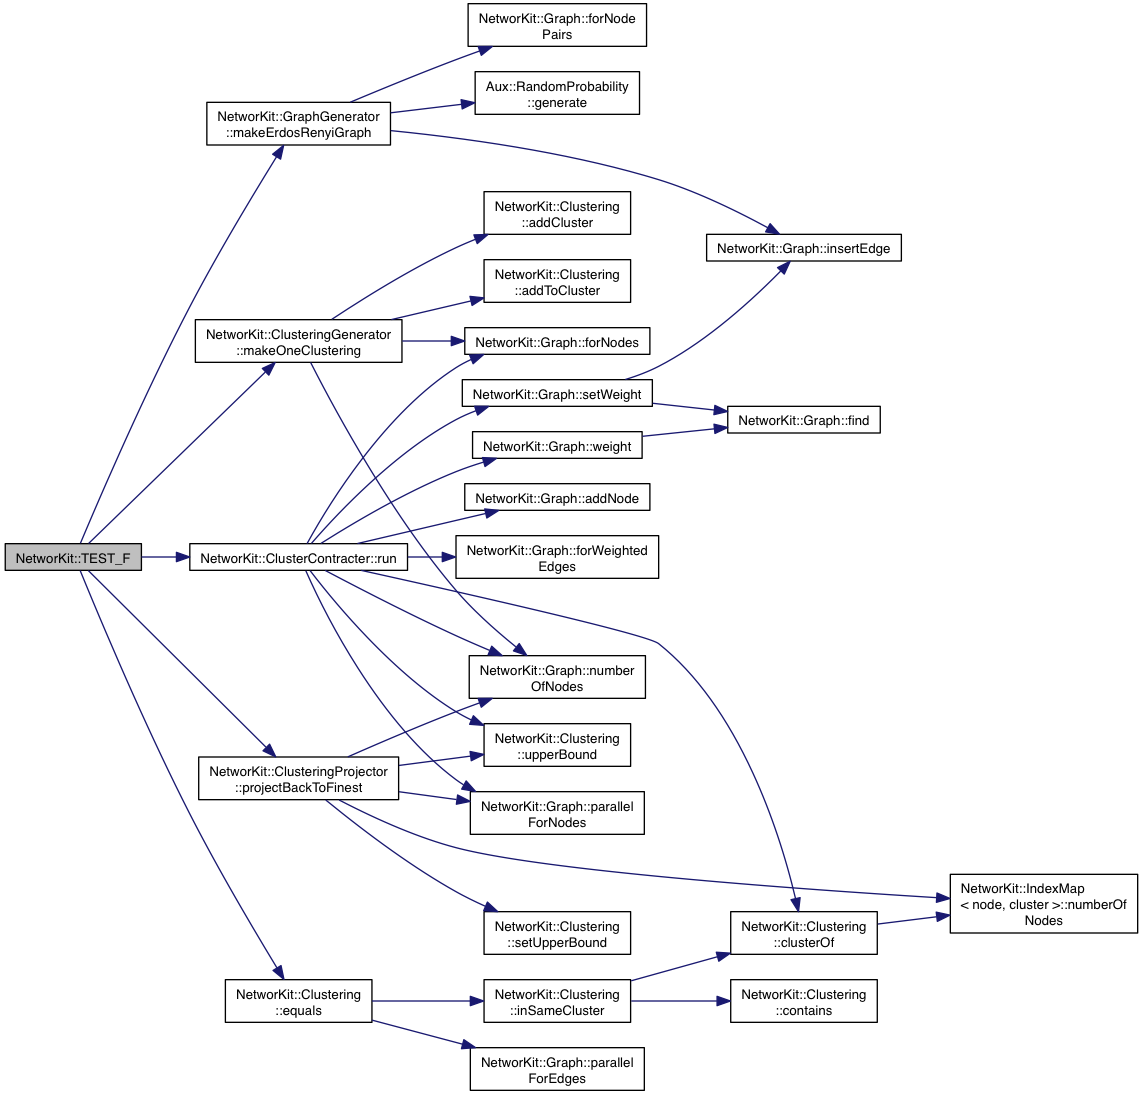 NetworKit::Graph::forNode
Pairs
Aux::RandomProbability
::generate
NetworKit::GraphGenerator
::makeErdosRenyiGraph
NetworKit::Clustering
::addCluster
NetworKit::Graph::insertEdge
NetworKit::Clustering
::addToCluster
NetworKit::ClusteringGenerator
::makeOneClustering
NetworKit::Graph::forNodes
NetworKit::Graph::setWeight
NetworKit::Graph::find
NetworKit::Graph::weight
NetworKit::Graph::addNode
NetworKit::TEST_F
NetworKit::ClusterContracter::run
NetworKit::Graph::forWeighted
Edges
NetworKit::Graph::number
OfNodes
NetworKit::Clustering
::upperBound
NetworKit::ClusteringProjector
::projectBackToFinest
NetworKit::Graph::parallel
ForNodes
NetworKit::IndexMap
< node, cluster >::numberOf
Nodes
NetworKit::Clustering
::setUpperBound
NetworKit::Clustering
::clusterOf
NetworKit::Clustering
::equals
NetworKit::Clustering
::inSameCluster
NetworKit::Clustering
::contains
NetworKit::Graph::parallel
ForEdges